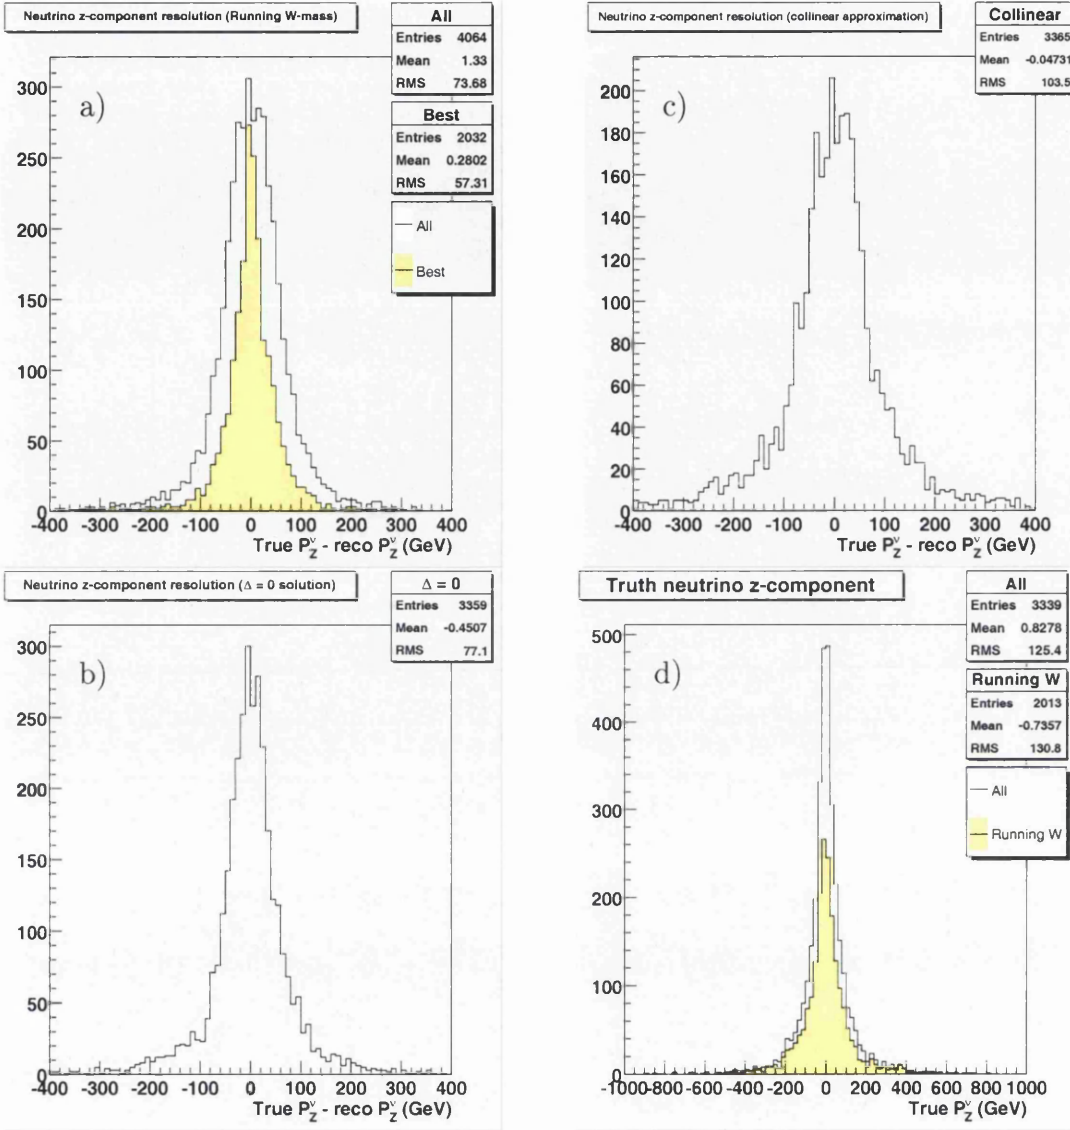 Neutrino z-component resolution (Running W-mass)
All
Entries 4064
Mean 1.33
RMS 73.68
Best
Entries 2032
Mean 0.2802
RMS 57.31
All
Best
a)
300
250
200
150
100
50
0
-400 -300 -200 -100 0 100 200 300 400
True P_Z^ν - reco P_Z^ν (GeV)
Neutrino z-component resolution (collinear approximation)
Collinear
Entries 3365
Mean -0.04731
RMS 103.5
c)
200
180
160
140
120
100
80
60
40
20
0
-400 -300 -200 -100 0 100 200 300 400
True P_Z^ν - reco P_Z^ν (GeV)
Neutrino z-component resolution (Δ = 0 solution)
Δ = 0
Entries 3359
Mean -0.4507
RMS 77.1
b)
300
250
200
150
100
50
0
-400 -300 -200 -100 0 100 200 300 400
True P_Z^ν - reco P_Z^ν (GeV)
Truth neutrino z-component
All
Entries 3339
Mean 0.8278
RMS 125.4
Running W
Entries 2013
Mean -0.7357
RMS 130.8
All
Running W
d)
500
400
300
200
100
0
-1000 -800 -600 -400 -200 0 200 400 600 800 1000
True P_Z^ν (GeV)